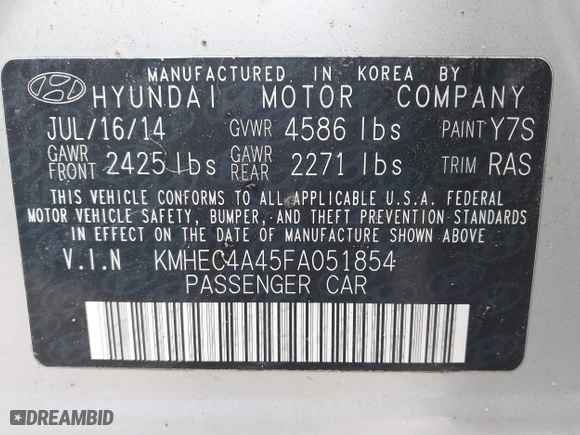 MANUFACTURED IN KOREA BY
HYUNDAI MOTOR COMPANY
JUL/16/14 GVWR 4586 lbs PAINT Y7S
GAWR FRONT 2425 lbs GAWR REAR 2271 lbs TRIM RAS
THIS VEHICLE CONFORMS TO ALL APPLICABLE U.S.A. FEDERAL
MOTOR VEHICLE SAFETY, BUMPER, AND THEFT PREVENTION STANDARDS
IN EFFECT ON THE DATE OF MANUFACTURE SHOWN ABOVE.
V.I.N KMHEC4A45FA051854
PASSENGER CAR
DREAMBID